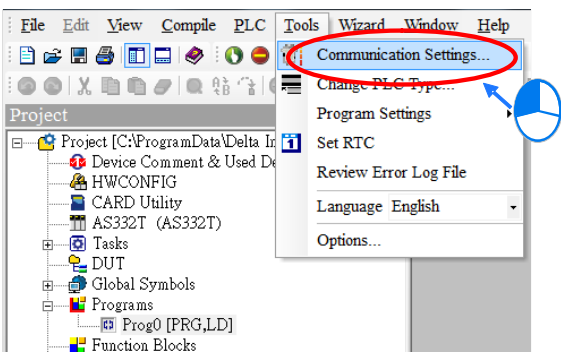 File Edit View Compile PLC Tools Wizard Window Help
Communication Settings...
Change PLC Type...
Project
Program Settings
Project [C:\ProgramData\Delta In
Set RTC
Device Comment & Used De
HWCONFIG
Review Error Log File
CARD Utility
Language English
AS332T (AS332T)
Tasks
Options...
DUT
Global Symbols
Programs
Prog0 [PRG,LD]
Function Blocks